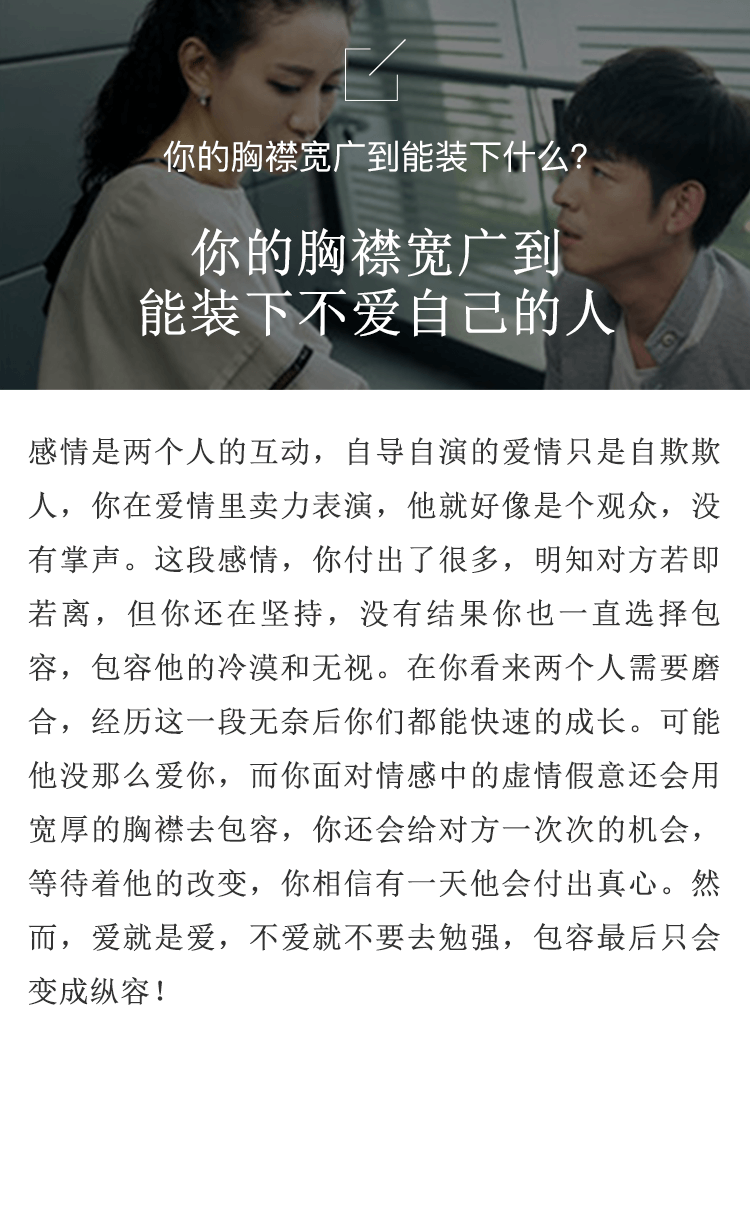 你的胸襟宽广到能装下什么?
你的胸襟宽广到
能装下不爱自己的人
感情是两个人的互动，自导自演的爱情只是自欺欺
人，你在爱情里卖力表演，他就好像是个观众，没
有掌声。这段感情，你付出了很多，明知对方若即
若离，但你还在坚持，没有结果你也一直选择包
容，包容他的冷漠和无视。在你看来两个人需要磨
合，经历这一段无奈后你们都能快速的成长。可能
他没那么爱你，而你面对情感中的虚情假意还会用
宽厚的胸襟去包容，你还会给对方一次次的机会，
等待着他的改变，你相信有一天他会付出真心。然
而，爱就是爱，不爱就不要去勉强，包容最后只会
变成纵容！